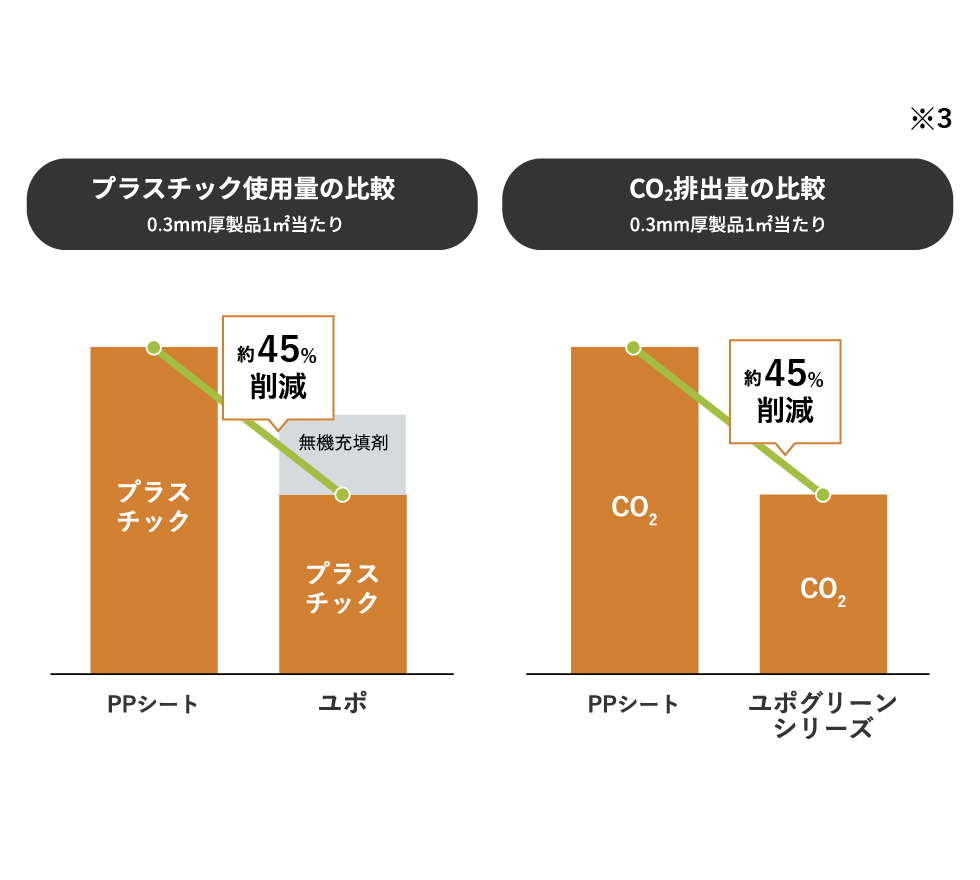 ※3
プラスチック使用量の比較
0.3mm厚製品1㎡当たり
約45%
削減
無機充填剤
プラス
チック
プラス
チック
PPシート
ユポ
CO₂排出量の比較
0.3mm厚製品1㎡当たり
約45%
削減
CO₂
CO₂
PPシート
ユポグリーン
シリーズ